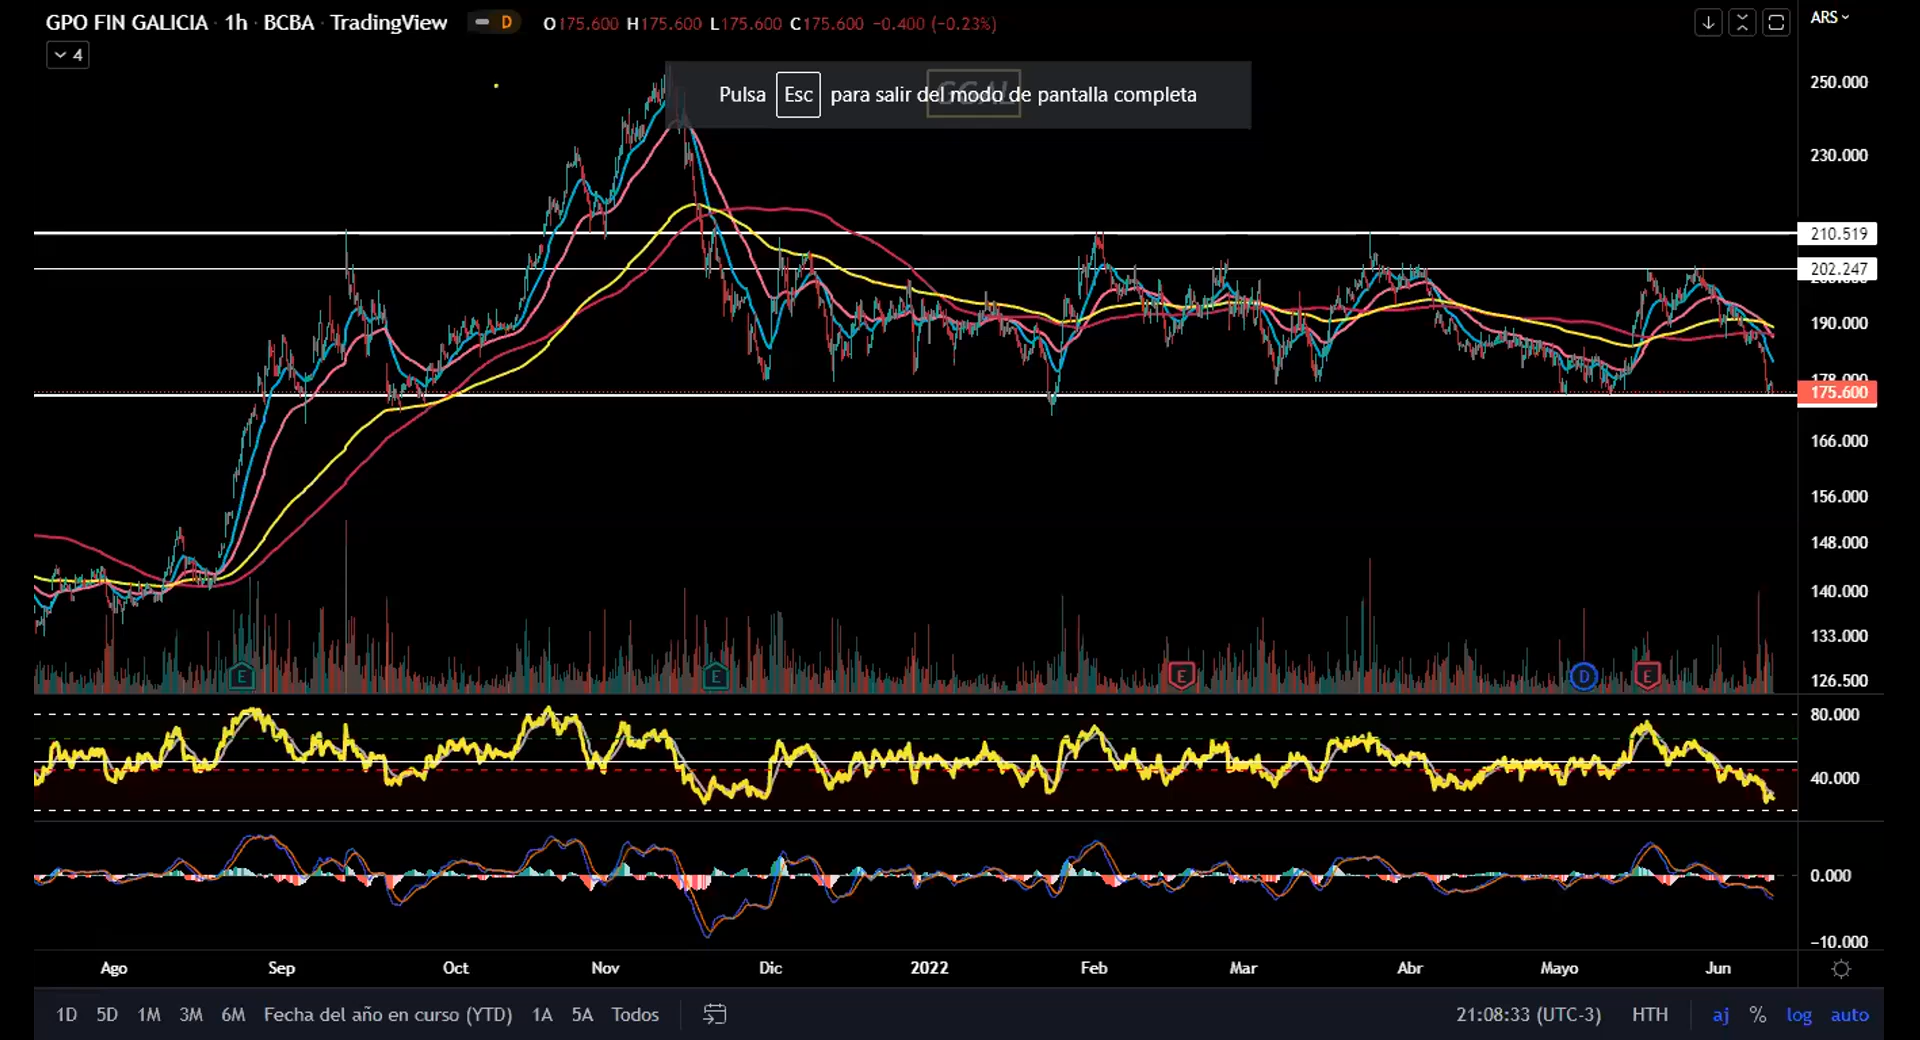 GPO FIN GALICIA · 1h · BCBA · TradingView D O175.600 H175.600 L175.600 C175.600 −0.400 (−0.23%)
4
ARS
Pulsa Esc para salir del modo de pantalla completa
GGAL
250.000
230.000
210.519
202.247
190.000
178.000
175.600
166.000
156.000
148.000
140.000
133.000
126.500
E E E D E
80.000
40.000
0.000
−10.000
Ago Sep Oct Nov Dic 2022 Feb Mar Abr Mayo Jun
1D 5D 1M 3M 6M Fecha del año en curso (YTD) 1A 5A Todos 21:08:33 (UTC-3) HTH aj % log auto